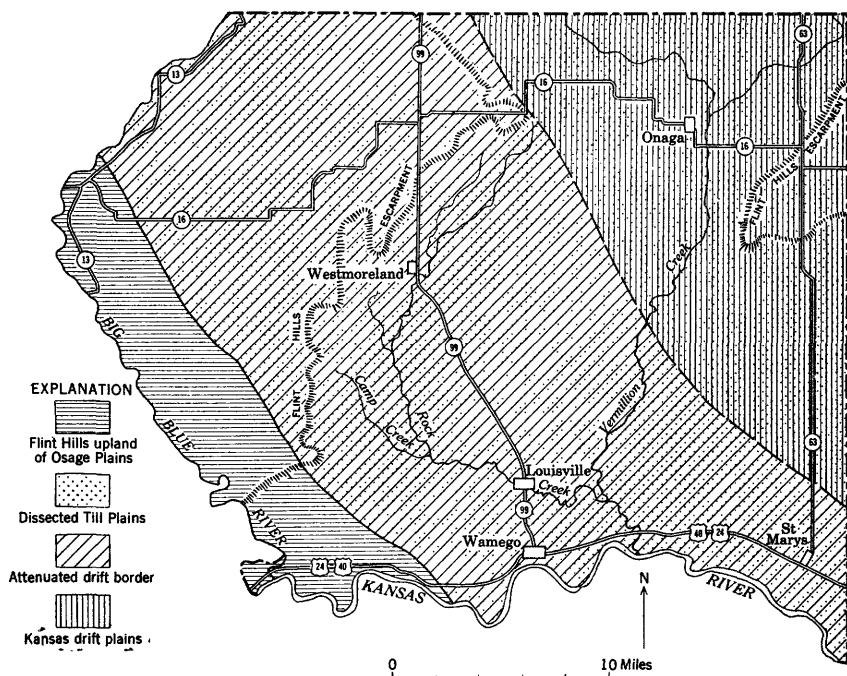 63
99
13
16
Onaga
16
FLINT HILLS ESCARPMENT
ESCARPMENT
16
13
Westmoreland
Creek
BIG
HILLS
99
EXPLANATION
FLINT
Camp
Creek
Rock
Vermillion
Flint Hills upland
of Osage Plains
BLUE
63
Louisville
Creek
Dissected Till Plains
RIVER
99
Wamego
40
24
St
Marys
Attenuated drift border
24
40
KANSAS
N
RIVER
Kansas drift plains
0
10 Miles